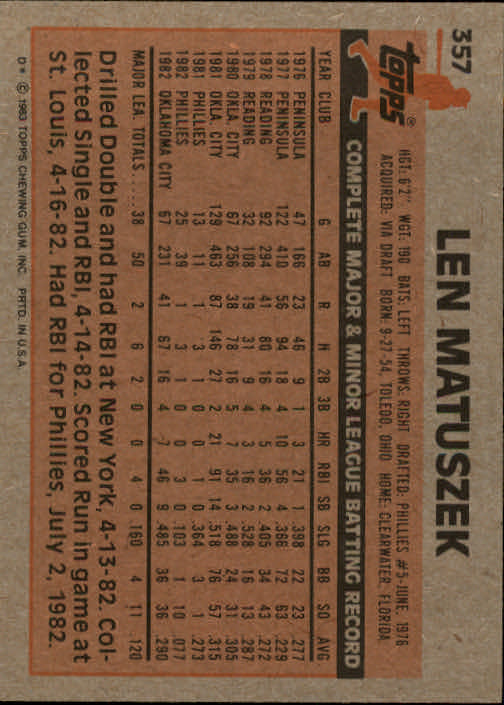 357
topps®
LEN MATUSZEK
HGT: 6'2" WGT: 190 BATS: LEFT THROWS: RIGHT DRAFTED: PHILLIES #5-JUNE, 1976
ACQUIRED: VIA DRAFT BORN: 9-27-54, TOLEDO, OHIO HOME: CLEARWATER, FLORIDA
COMPLETE MAJOR & MINOR LEAGUE BATTING RECORD
YEAR CLUB G AB R H 2B 3B HR RBI SB SLG BB SO AVG
1976 PENINSULA 47 166 23 46 9 1 3 21 1 .398 22 23 .277
1977 PENINSULA 122 410 56 94 18 4 10 56 4 .366 72 63 .229
1978 READING 92 294 41 80 16 4 5 36 2 .405 34 43 .272
1979 READING 32 108 19 31 9 4 3 16 2 .528 16 13 .287
1980 OKLA. CITY 67 256 38 78 16 5 7 35 3 .488 24 31 .305
1981 OKLA. CITY 129 463 87 146 27 2 21 91 14 .518 76 57 .315
1981 PHILLIES 13 11 1 3 1 0 0 1 0 .364 3 1 .273
1982 PHILLIES 25 39 1 3 1 0 0 3 0 .103 1 10 .077
1982 OKLAHOMA CITY 67 231 41 67 16 4 7 46 9 .485 36 36 .290
MAJOR LEA. TOTALS 38 50 2 6 2 0 0 4 0 .160 4 11 .120
Drilled Double and had RBI at New York, 4-13-82. Col-
lected Single and RBI, 4-14-82. Scored Run in game at
St. Louis, 4-16-82. Had RBI for Phillies, July 2, 1982.
D* © 1983 TOPPS CHEWING GUM, INC. PRTD. IN U.S.A.